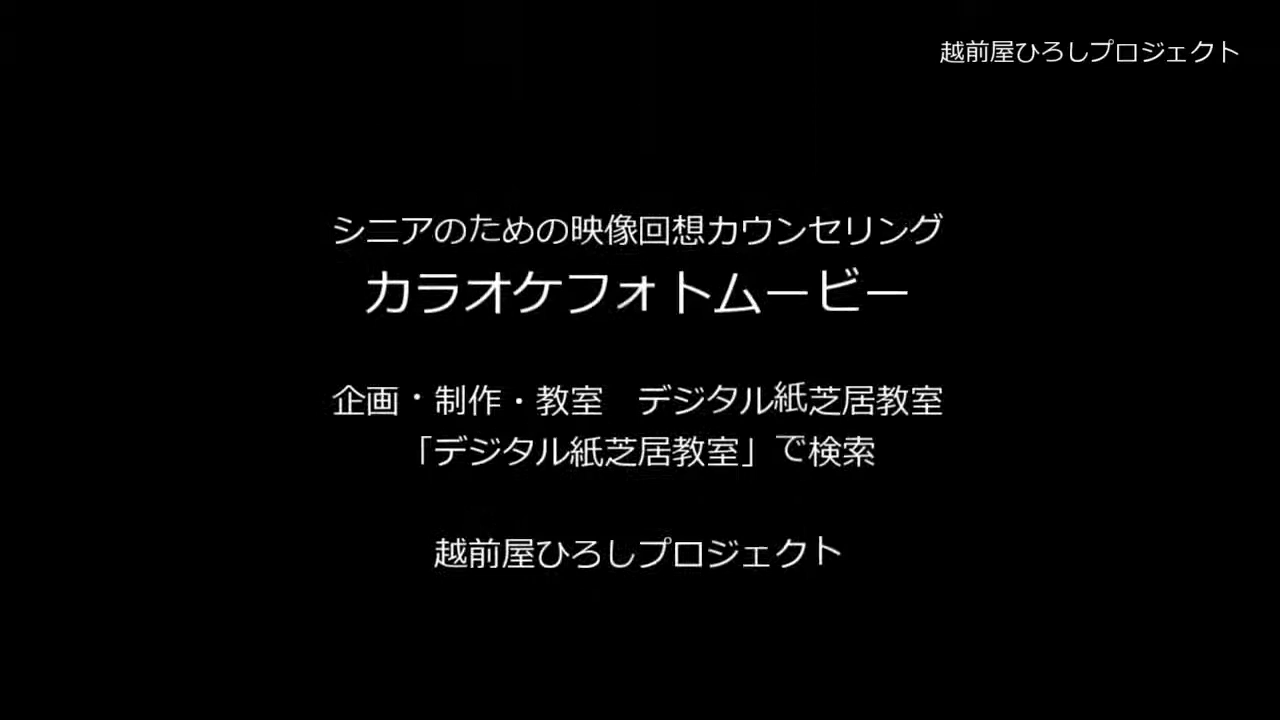 越前屋ひろしプロジェクト
シニアのための映像回想カウンセリング
カラオケフォトムービー
企画・制作・教室　デジタル紙芝居教室
「デジタル紙芝居教室」で検索
越前屋ひろしプロジェクト